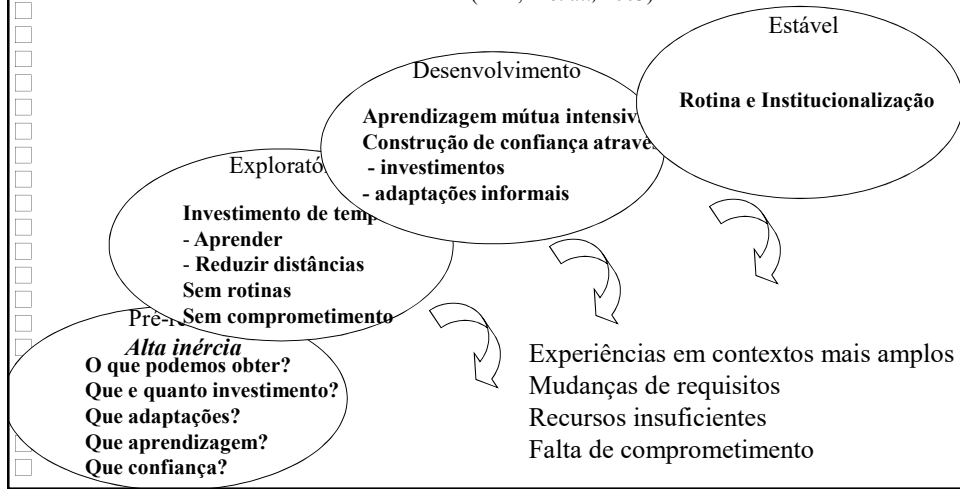 Estável
Rotina e Institucionalização
Desenvolvimento
Aprendizagem mútua intensiv
Construção de confiança atravé
- investimentos
- adaptações informais
Explorató
Investimento de temp
- Aprender
- Reduzir distâncias
Sem rotinas
Sem comprometimento
Alta inércia
O que podemos obter?
Que e quanto investimento?
Que adaptações?
Que aprendizagem?
Que confiança?
Experiências em contextos mais amplos
Mudanças de requisitos
Recursos insuficientes
Falta de comprometimento